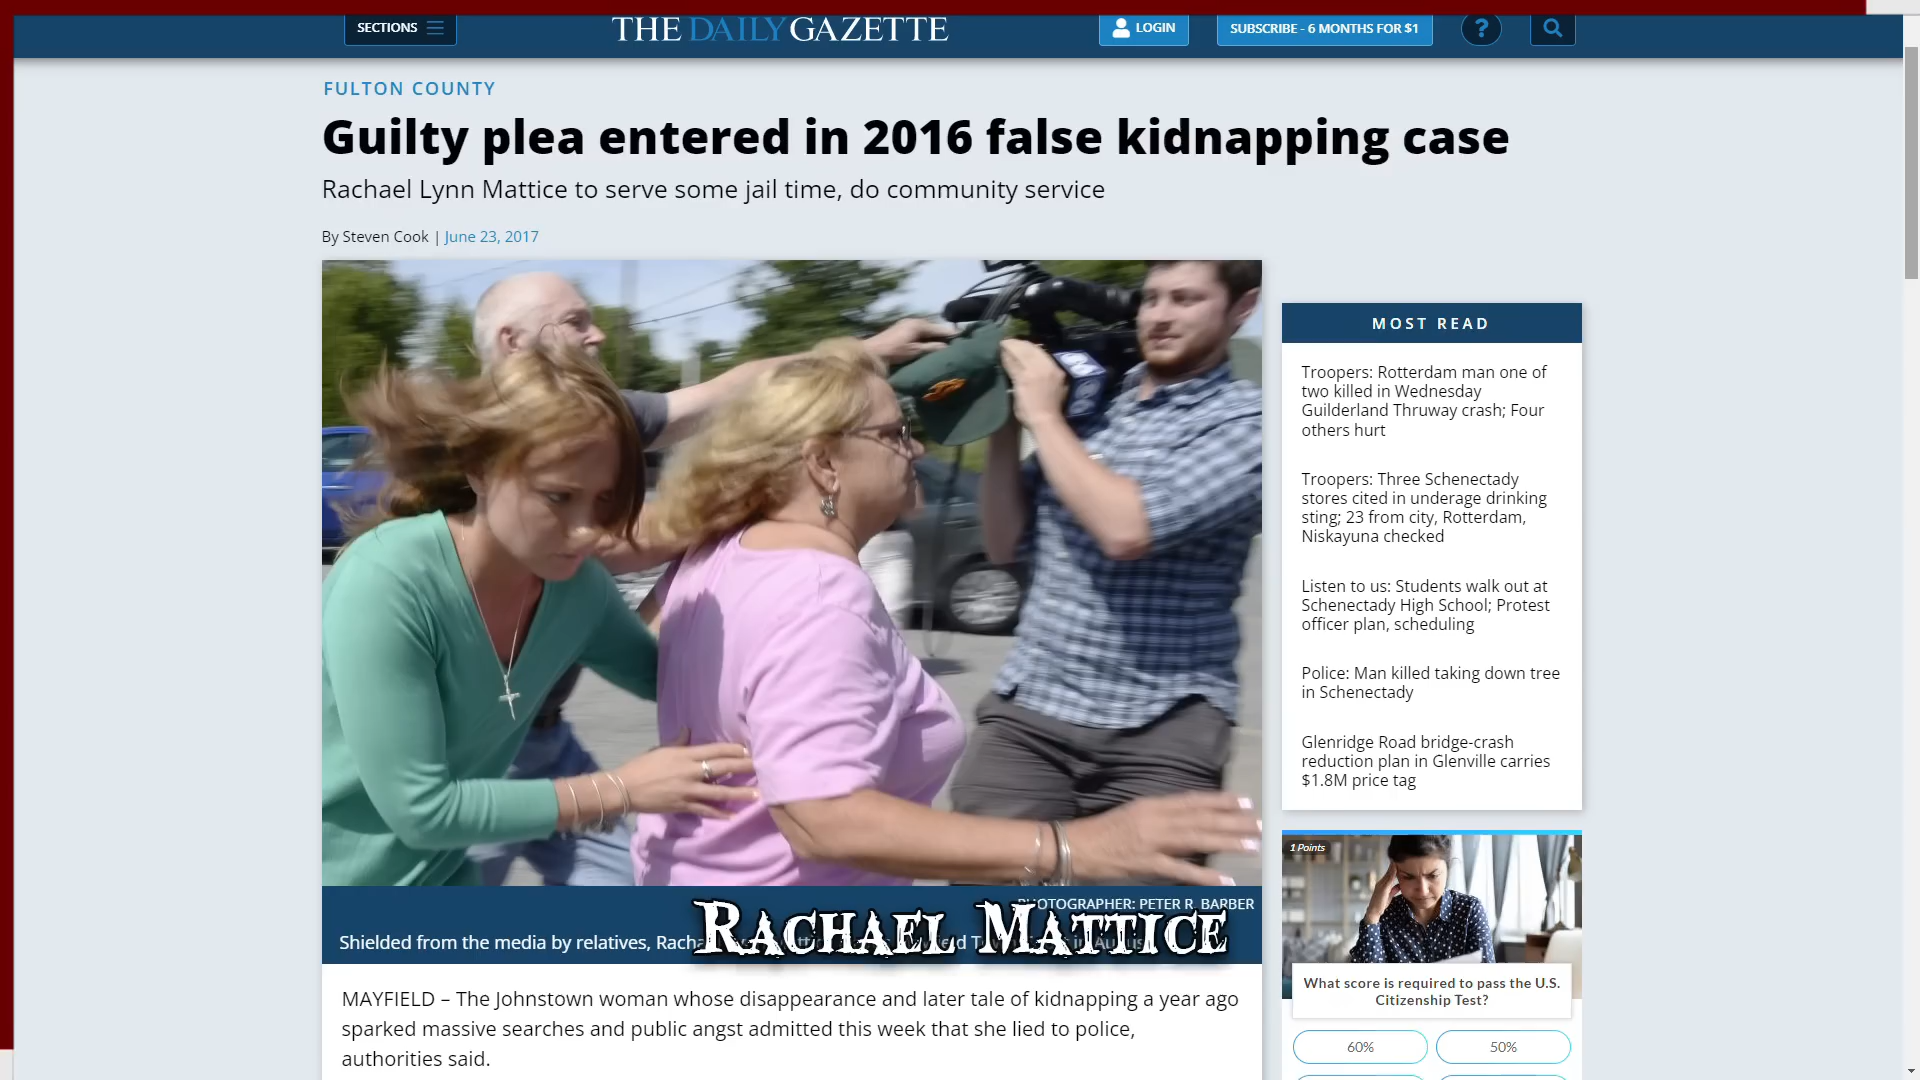 SECTIONS
THE DAILY GAZETTE
LOGIN
SUBSCRIBE - 6 MONTHS FOR $1
?
FULTON COUNTY
Guilty plea entered in 2016 false kidnapping case
Rachael Lynn Mattice to serve some jail time, do community service
By Steven Cook | June 23, 2017
PHOTOGRAPHER: PETER R. BARBER
Shielded from the media by relatives,
Rachael Mattice
MAYFIELD – The Johnstown woman whose disappearance and later tale of kidnapping a year ago
sparked massive searches and public angst admitted this week that she lied to police,
authorities said.
MOST READ
Troopers: Rotterdam man one of
two killed in Wednesday
Guilderland Thruway crash; Four
others hurt
Troopers: Three Schenectady
stores cited in underage drinking
sting; 23 from city, Rotterdam,
Niskayuna checked
Listen to us: Students walk out at
Schenectady High School; Protest
officer plan, scheduling
Police: Man killed taking down tree
in Schenectady
Glenridge Road bridge-crash
reduction plan in Glenville carries
$1.8M price tag
1 Points
What score is required to pass the U.S.
Citizenship Test?
60%
50%